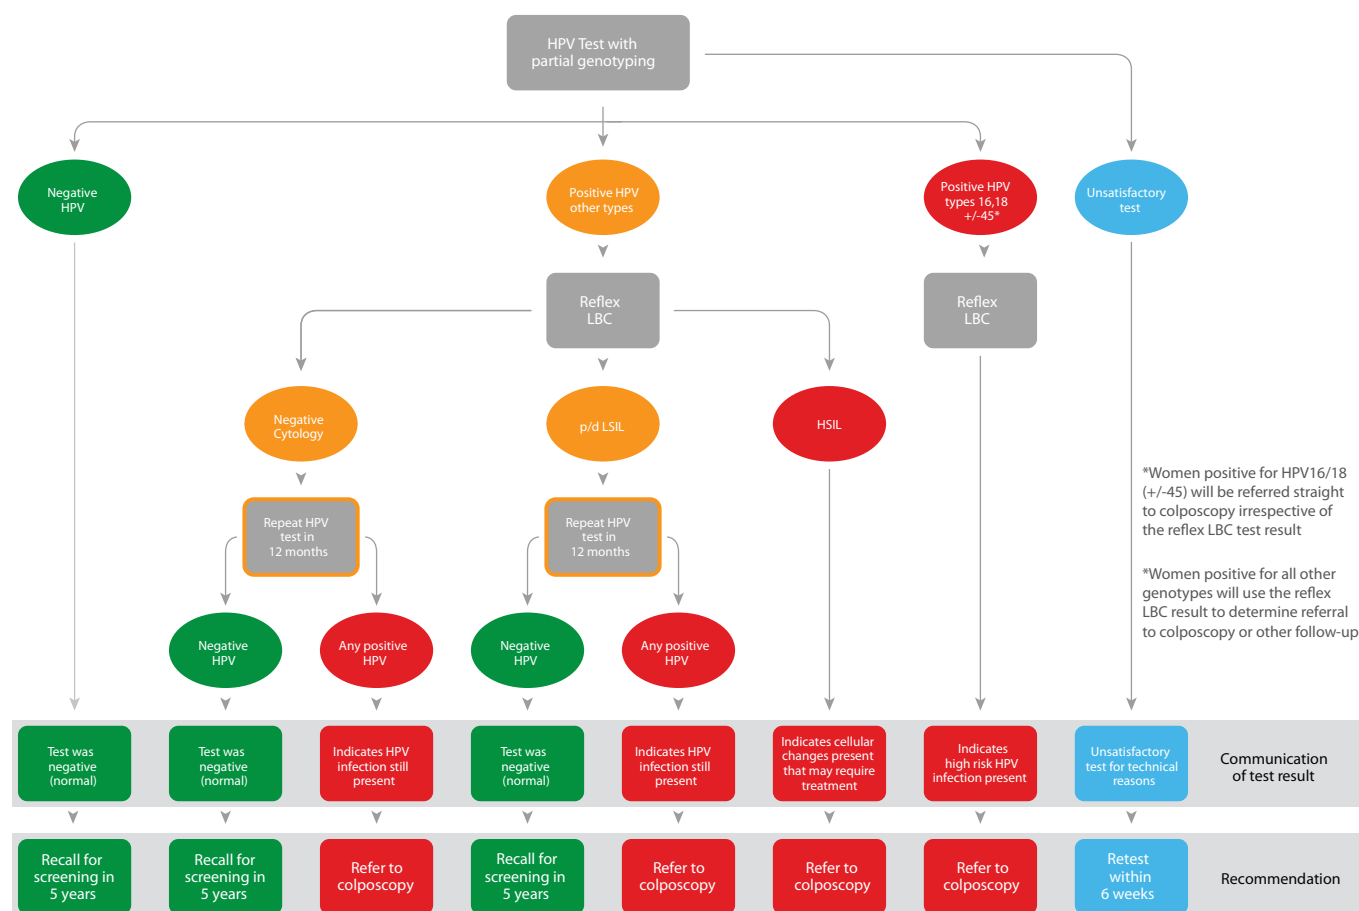 HPV Test with
partial genotyping
Negative
HPV
Positive HPV
other types
Positive HPV
types 16,18
+/-45*
Unsatisfactory
test
Reflex
LBC
Reflex
LBC
Negative
Cytology
p/d LSIL
HSIL
*Women positive for HPV16/18
(+/-45) will be referred straight
to colposcopy irrespective of
the reflex LBC test result
*Women positive for all other
genotypes will use the reflex
LBC result to determine referral
to colposcopy or other follow-up
Repeat HPV
test in
12 months
Repeat HPV
test in
12 months
Negative
HPV
Any positive
HPV
Negative
HPV
Any positive
HPV
Test was
negative
(normal)
Test was
negative
(normal)
Indicates HPV
infection still
present
Test was
negative
(normal)
Indicates HPV
infection still
present
Indicates cellular
changes present
that may require
treatment
Indicates
high risk HPV
infection present
Unsatisfactory
test for technical
reasons
Communication
of test result
Recall for
screening in
5 years
Recall for
screening in
5 years
Refer to
colposcopy
Recall for
screening in
5 years
Refer to
colposcopy
Refer to
colposcopy
Refer to
colposcopy
Retest
within
6 weeks
Recommendation